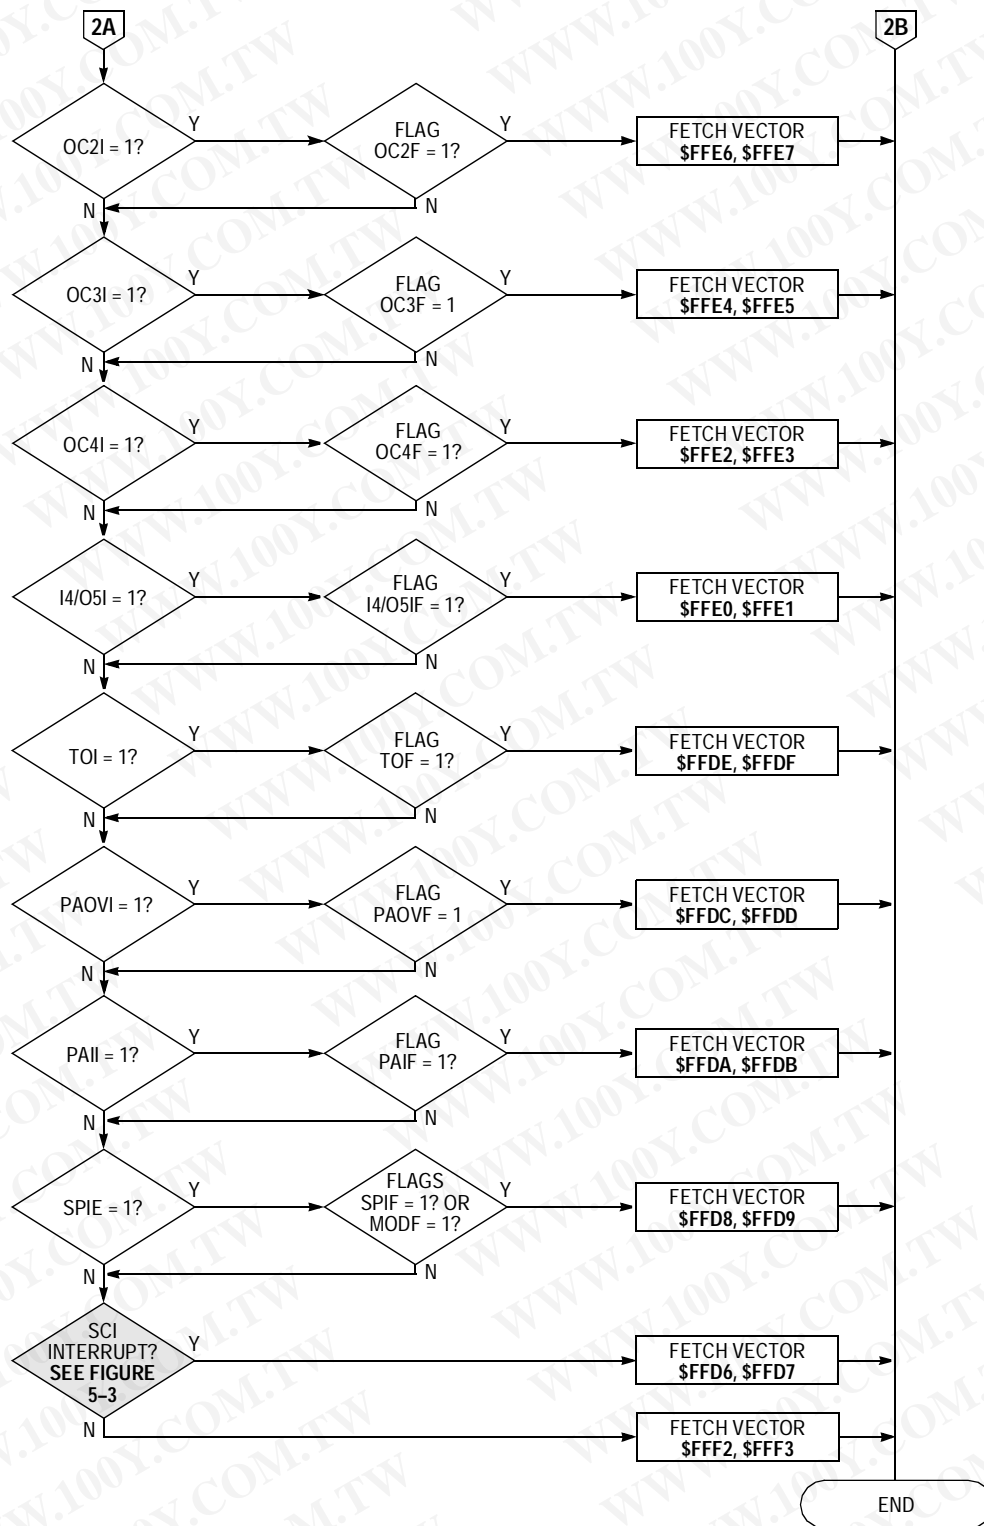 2A
2B
OC2I = 1?
Y
FLAG
OC2F = 1?
Y
FETCH VECTOR
$FFE6, $FFE7
N
N
OC3I = 1?
Y
FLAG
OC3F = 1
Y
FETCH VECTOR
$FFE4, $FFE5
N
N
OC4I = 1?
Y
FLAG
OC4F = 1?
Y
FETCH VECTOR
$FFE2, $FFE3
N
N
I4/O5I = 1?
Y
FLAG
I4/O5IF = 1?
Y
FETCH VECTOR
$FFE0, $FFE1
N
N
TOI = 1?
Y
FLAG
TOF = 1?
Y
FETCH VECTOR
$FFDE, $FFDF
N
N
PAOVI = 1?
Y
FLAG
PAOVF = 1
Y
FETCH VECTOR
$FFDC, $FFDD
N
N
PAII = 1?
Y
FLAG
PAIF = 1?
Y
FETCH VECTOR
$FFDA, $FFDB
N
N
SPIE = 1?
Y
FLAGS
SPIF = 1? OR
MODF = 1?
Y
FETCH VECTOR
$FFD8, $FFD9
N
N
SCI
INTERRUPT?
SEE FIGURE
5–3
Y
FETCH VECTOR
$FFD6, $FFD7
N
FETCH VECTOR
$FFF2, $FFF3
END
WWW.100Y.COM.TW